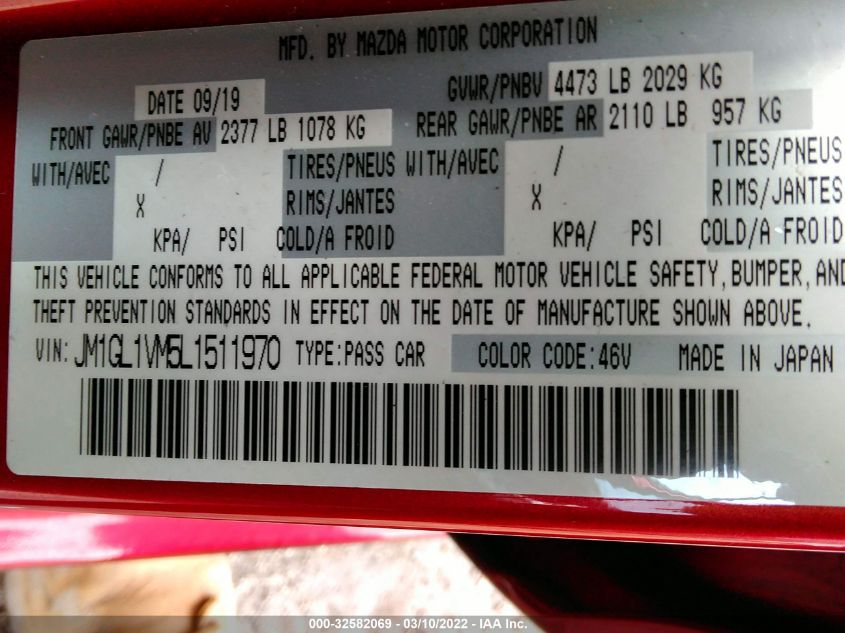 MFD. BY MAZDA MOTOR CORPORATION
DATE 09/19 GVWR/PNBV 4473 LB 2029 KG
FRONT GAWR/PNBE AV 2377 LB 1078 KG REAR GAWR/PNBE AR 2110 LB 957 KG
WITH/AVEC / TIRES/PNEUS WITH/AVEC / TIRES/PNEUS
X RIMS/JANTES X RIMS/JANTES
KPA/ PSI COLD/A FROID KPA/ PSI COLD/A FROID
THIS VEHICLE CONFORMS TO ALL APPLICABLE FEDERAL MOTOR VEHICLE SAFETY, BUMPER, AND
THEFT PREVENTION STANDARDS IN EFFECT ON THE DATE OF MANUFACTURE SHOWN ABOVE.
VIN: JM1GL1VM5L1511970 TYPE:PASS CAR COLOR CODE:46V MADE IN JAPAN
000-32582069 - 03/10/2022 - IAA Inc.